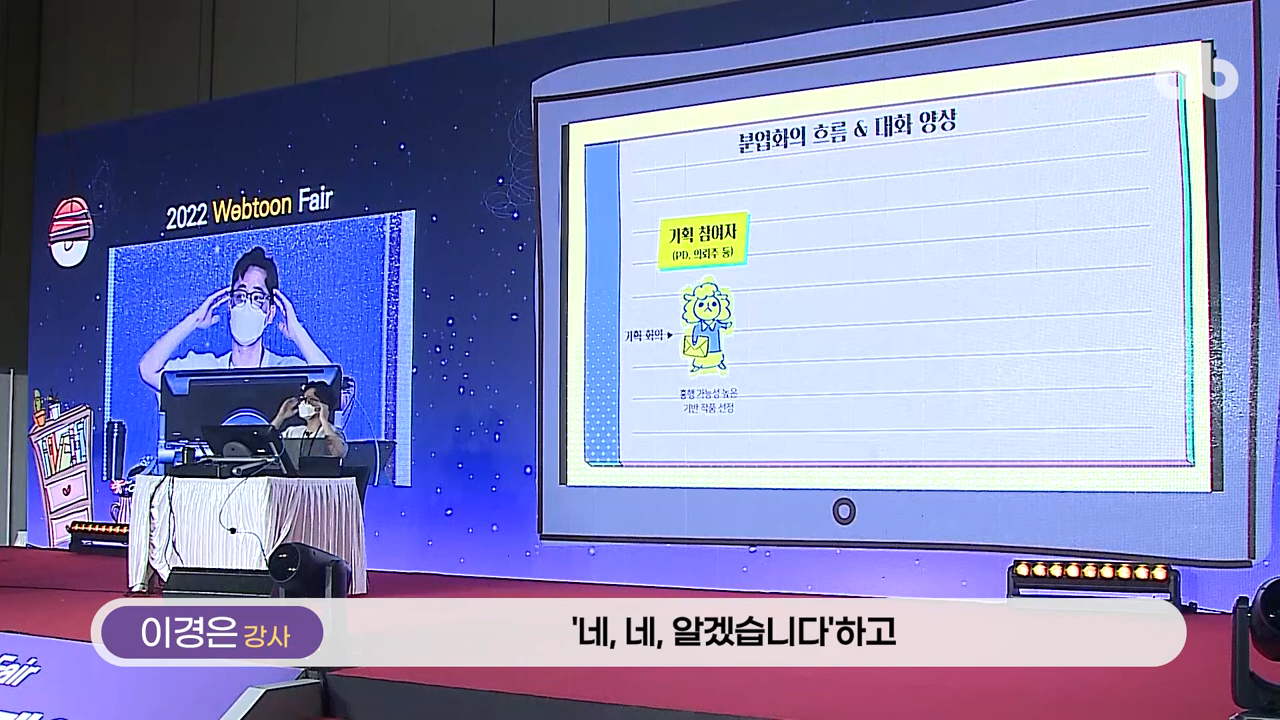 2022 Webtoon Fair
분업화의 흐름 & 대화 양상
기획 참여자
(PD, 의뢰주 등)
기획 회의 ▶
흥행 가능성 높은
기반 작품 선정
이경은 강사
'네, 네, 알겠습니다'하고
Fair